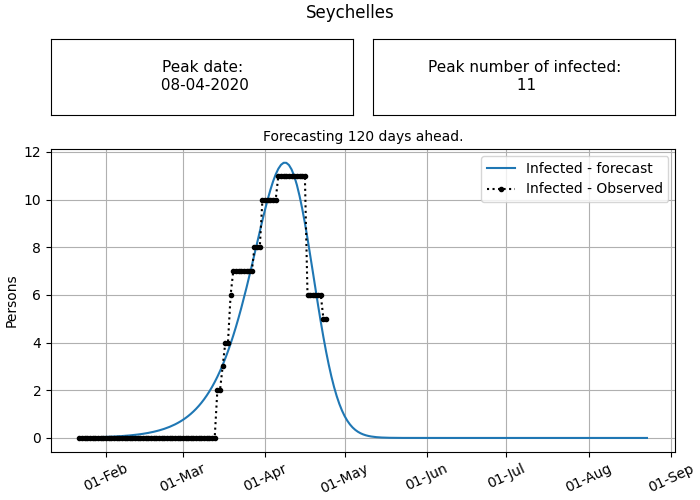 Seychelles
Peak date:
08-04-2020
Peak number of infected:
11
Forecasting 120 days ahead.
12
10
8
6
4
2
0
Persons
Infected - forecast
Infected - Observed
01-Feb
01-Mar
01-Apr
01-May
01-Jun
01-Jul
01-Aug
01-Sep